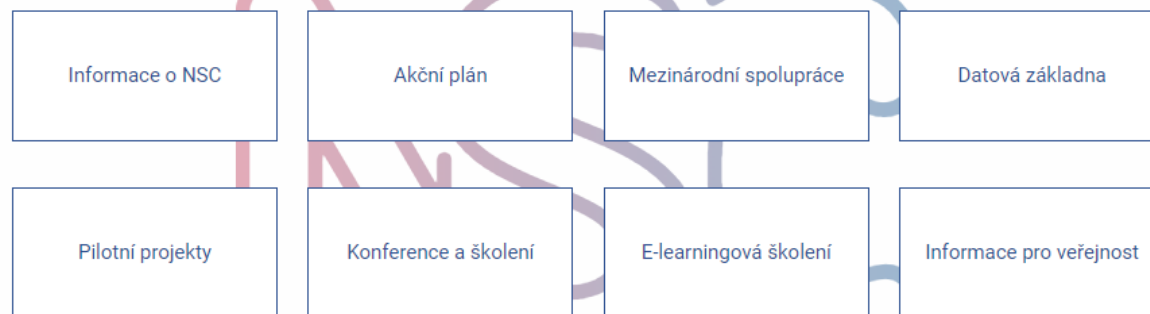 Informace o NSC
Akční plán
Mezinárodní spolupráce
Datová základna
Pilotní projekty
Konference a školení
E-learningová školení
Informace pro veřejnost